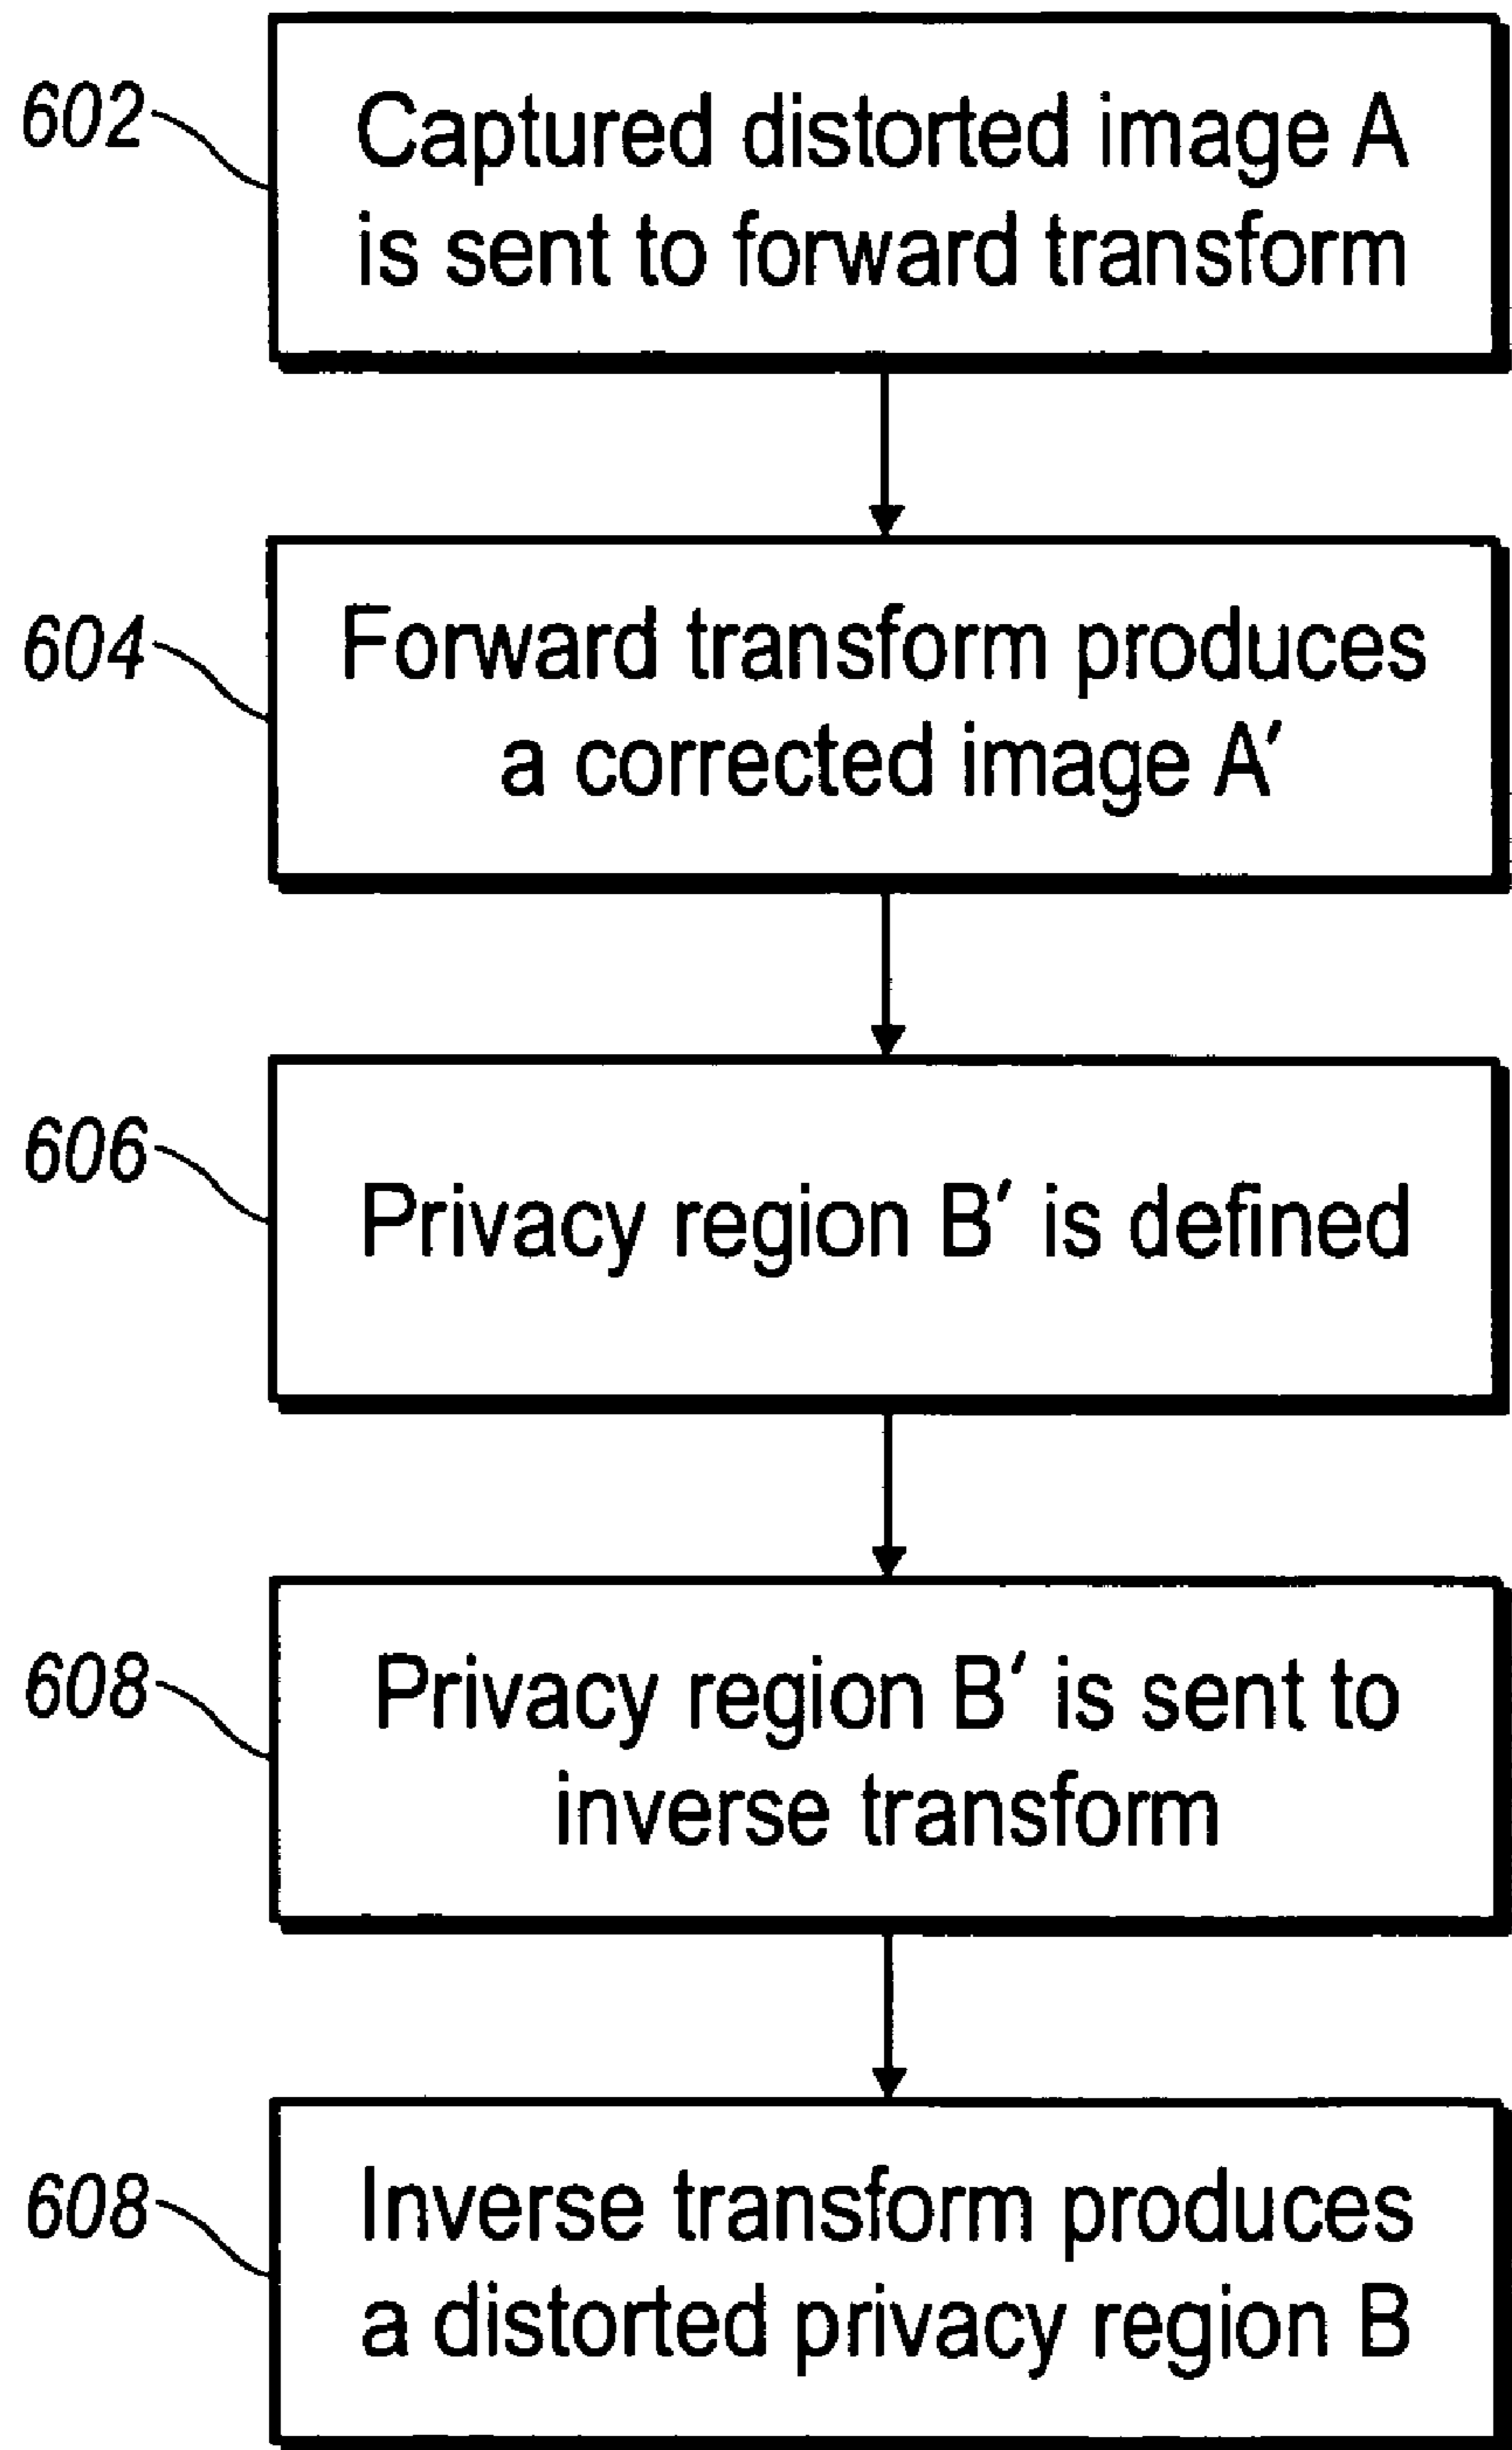 602
Captured distorted image A
is sent to forward transform
604
Forward transform produces
a corrected image A′
606
Privacy region B′ is defined
608
Privacy region B′ is sent to
inverse transform
608
Inverse transform produces
a distorted privacy region B